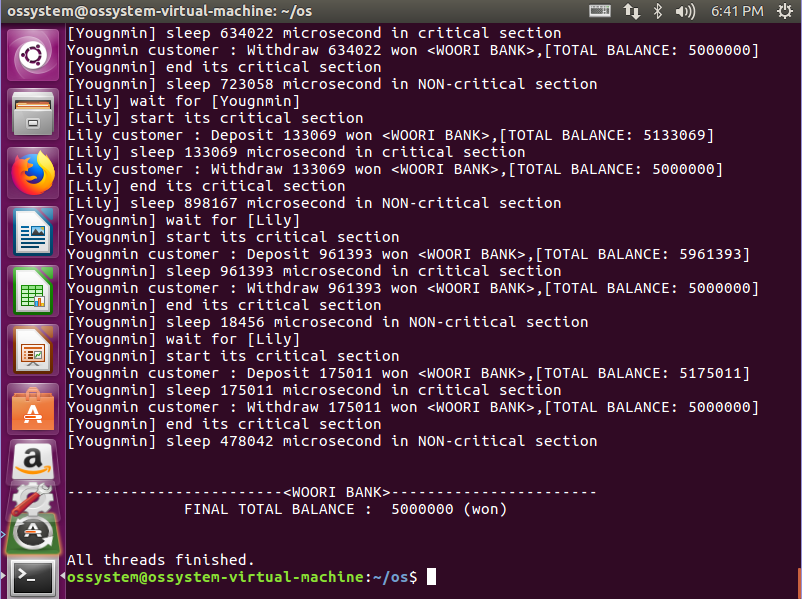 ossystem@ossystem-virtual-machine: ~/os
6:41 PM
[Yougnmin] sleep 634022 microsecond in critical section
Yougnmin customer : Withdraw 634022 won <WOORI BANK>,[TOTAL BALANCE: 5000000]
[Yougnmin] end its critical section
[Yougnmin] sleep 723058 microsecond in NON-critical section
[Lily] wait for [Yougnmin]
[Lily] start its critical section
Lily customer : Deposit 133069 won <WOORI BANK>,[TOTAL BALANCE: 5133069]
[Lily] sleep 133069 microsecond in critical section
Lily customer : Withdraw 133069 won <WOORI BANK>,[TOTAL BALANCE: 5000000]
[Lily] end its critical section
[Lily] sleep 898167 microsecond in NON-critical section
[Yougnmin] wait for [Lily]
[Yougnmin] start its critical section
Yougnmin customer : Deposit 961393 won <WOORI BANK>,[TOTAL BALANCE: 5961393]
[Yougnmin] sleep 961393 microsecond in critical section
Yougnmin customer : Withdraw 961393 won <WOORI BANK>,[TOTAL BALANCE: 5000000]
[Yougnmin] end its critical section
[Yougnmin] sleep 18456 microsecond in NON-critical section
[Yougnmin] wait for [Lily]
[Yougnmin] start its critical section
Yougnmin customer : Deposit 175011 won <WOORI BANK>,[TOTAL BALANCE: 5175011]
[Yougnmin] sleep 175011 microsecond in critical section
Yougnmin customer : Withdraw 175011 won <WOORI BANK>,[TOTAL BALANCE: 5000000]
[Yougnmin] end its critical section
[Yougnmin] sleep 478042 microsecond in NON-critical section
------------------------<WOORI BANK>-----------------------
FINAL TOTAL BALANCE :  5000000 (won)
All threads finished.
ossystem@ossystem-virtual-machine:~/os$